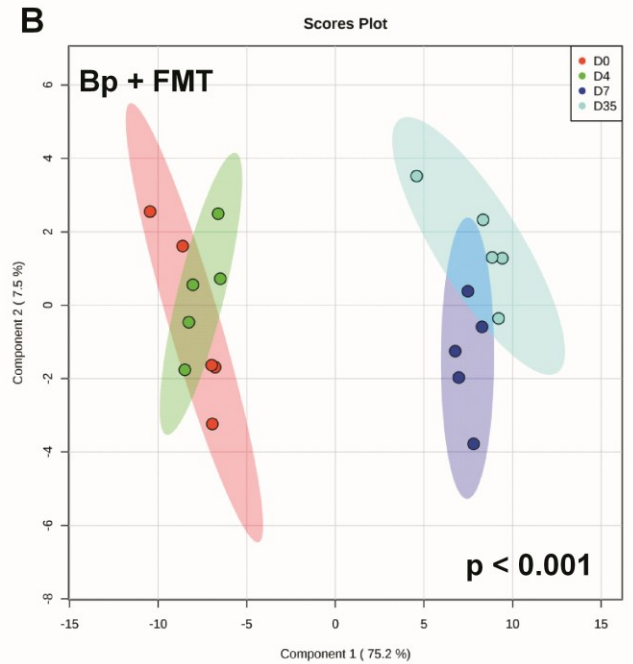 B
Scores Plot
Bp + FMT
D0
D4
D7
D35
6
4
2
0
-2
-4
-6
-8
Component 2 ( 7.5 %)
p < 0.001
-15
-10
-5
0
5
10
15
Component 1 ( 75.2 %)